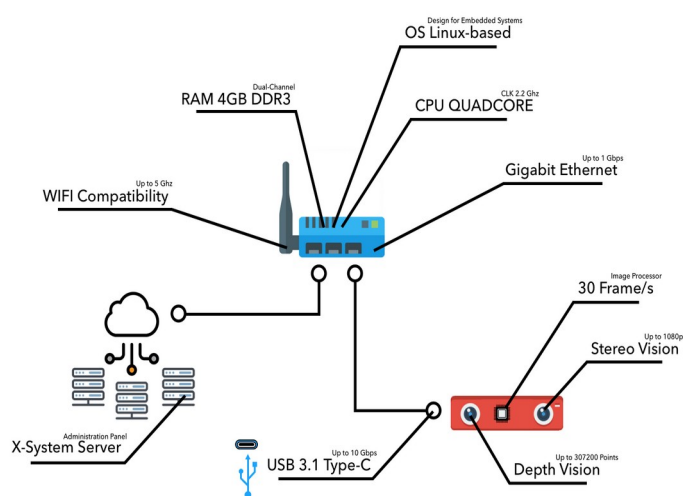 Design for Embedded Systems
OS Linux-based
Dual-Channel
RAM 4GB DDR3
CLK 2.2 Ghz
CPU QUADCORE
Up to 1 Gbps
Gigabit Ethernet
Up to 5 Ghz
WIFI Compatibility
Image Processor
30 Frame/s
Up to 1080p
Stereo Vision
Administration Panel
X-System Server
Up to 10 Gbps
USB 3.1 Type-C
Up to 307200 Points
Depth Vision